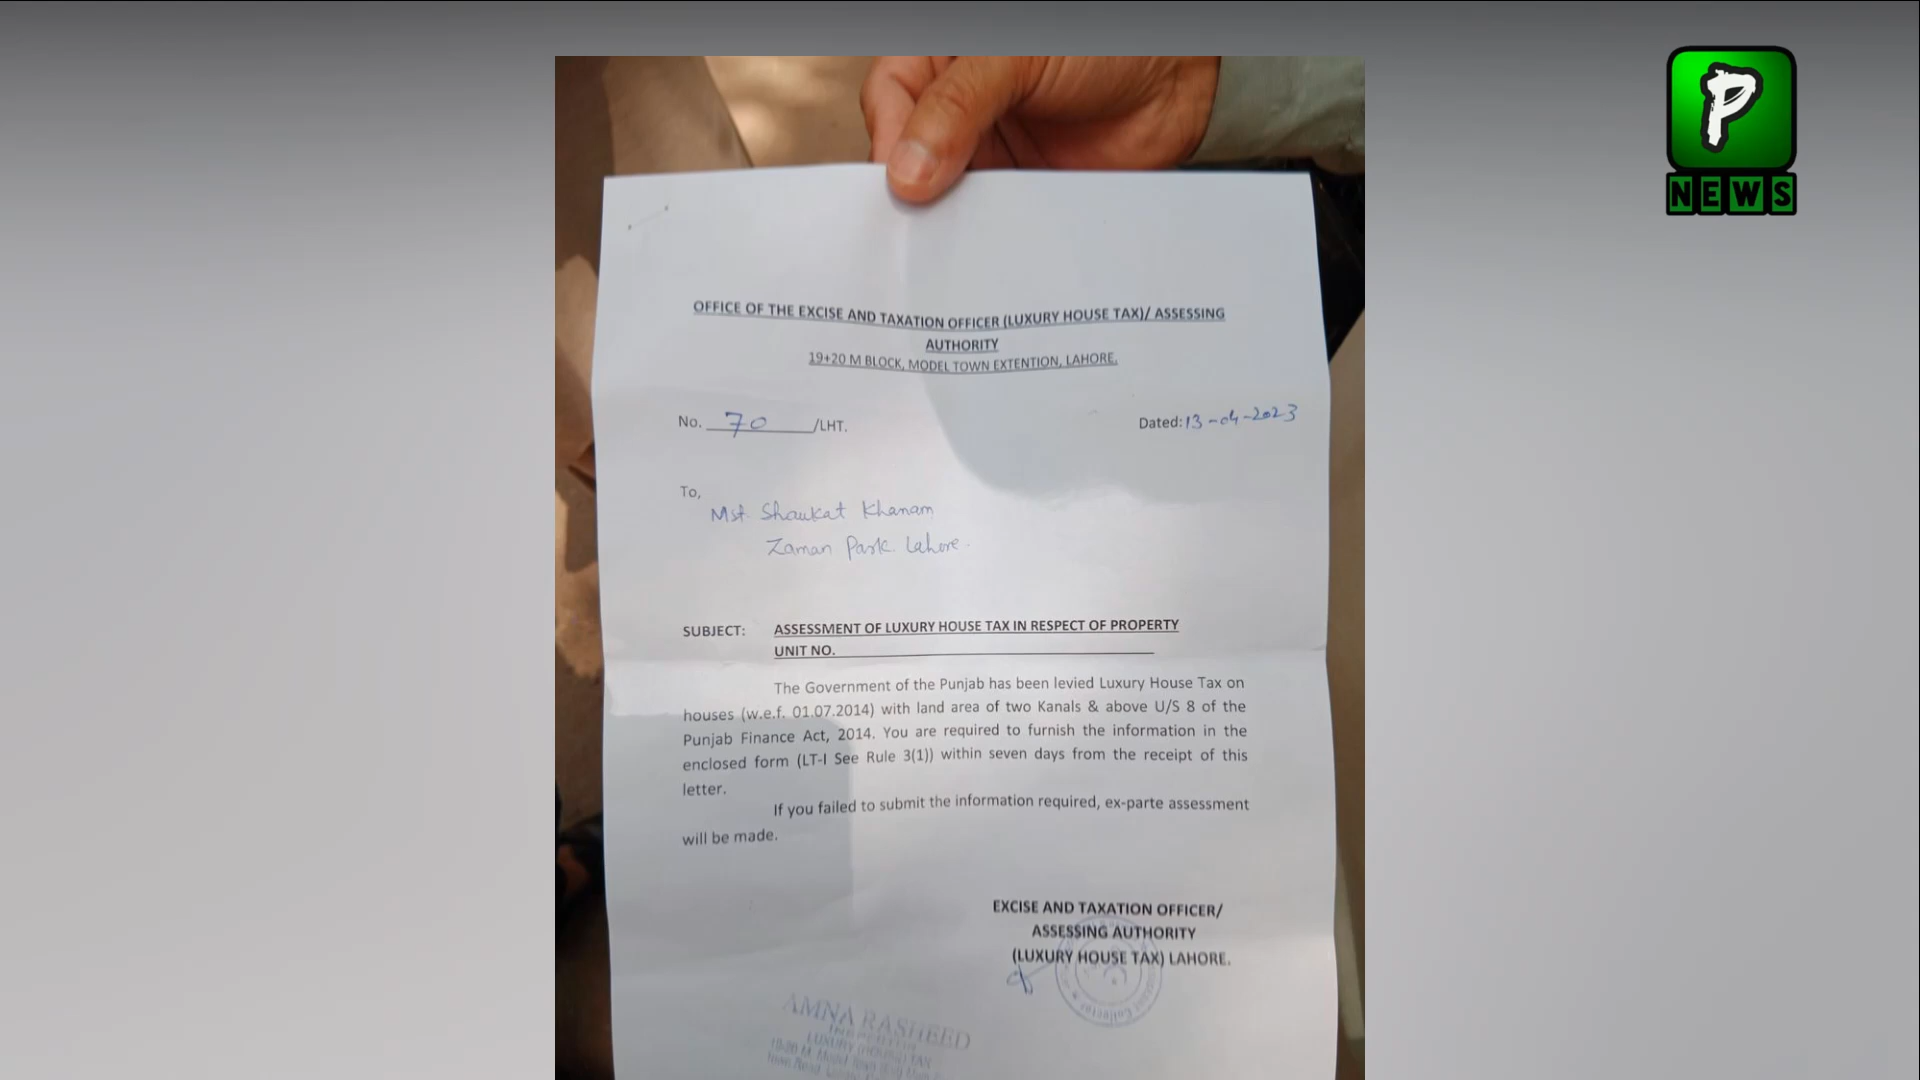 P
NEWS
OFFICE OF THE EXCISE AND TAXATION OFFICER (LUXURY HOUSE TAX)/ ASSESSING
AUTHORITY
19+20 M BLOCK, MODEL TOWN EXTENTION, LAHORE.
No. 70 /LHT.
Dated: 13-04-2023
To,
Mst. Shaukat Khanam
Zaman Park Lahore.
SUBJECT: ASSESSMENT OF LUXURY HOUSE TAX IN RESPECT OF PROPERTY
UNIT NO.
The Government of the Punjab has been levied Luxury House Tax on
houses (w.e.f. 01.07.2014) with land area of two Kanals & above U/S 8 of the
Punjab Finance Act, 2014. You are required to furnish the information in the
enclosed form (LT-I See Rule 3(1)) within seven days from the receipt of this
letter.
If you failed to submit the information required, ex-parte assessment
will be made.
EXCISE AND TAXATION OFFICER/
ASSESSING AUTHORITY
(LUXURY HOUSE TAX) LAHORE.
AMNA RASHEED
INSPECTOR
LUXURY (HOUSE) TAX